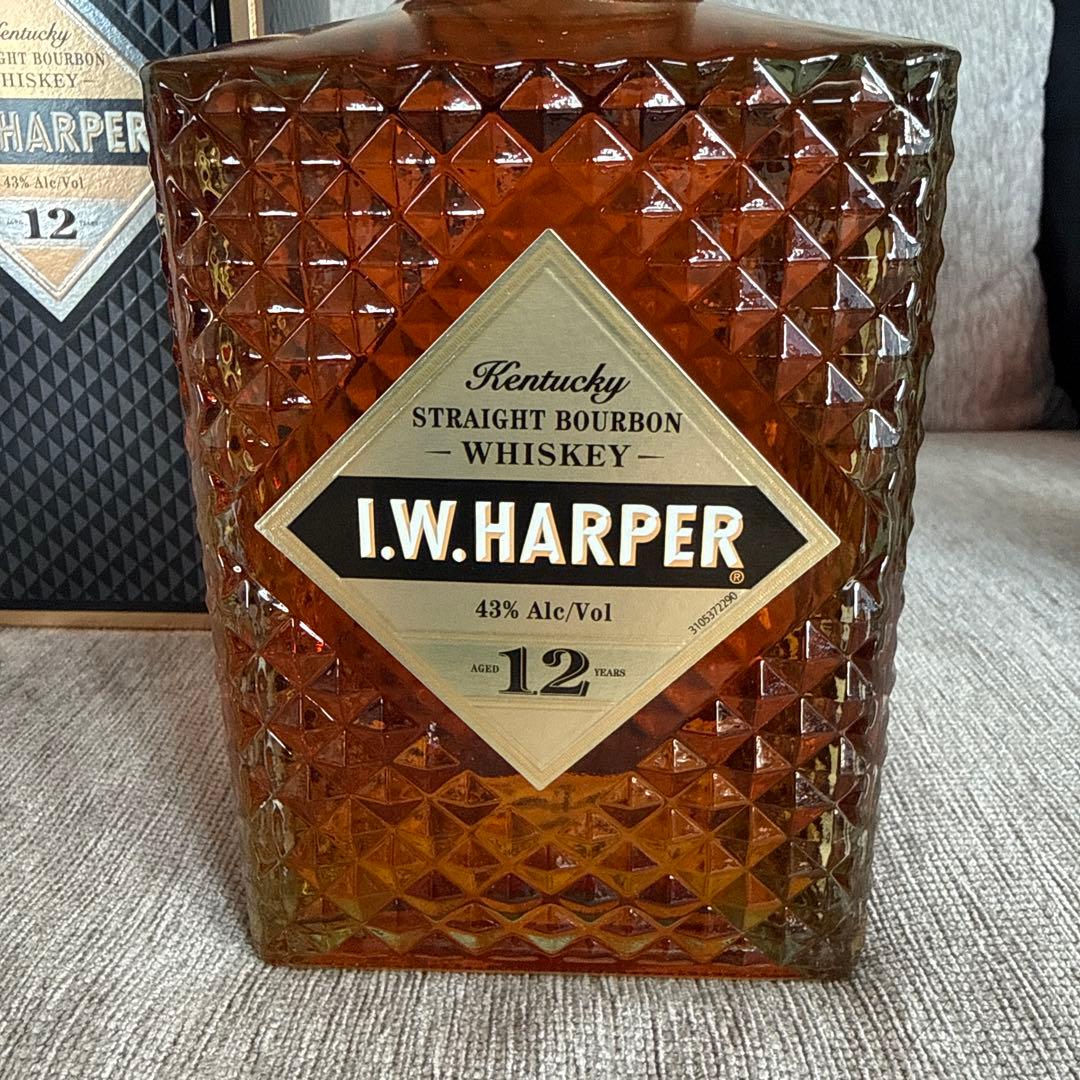 Kentucky
STRAIGHT BOURBON
— WHISKEY —
I.W. HARPER®
43% Alc/Vol
3105372290
AGED 12 YEARS
Kentucky
GHT BOURBON
HISKEY—
HARPER
43% Alc/Vol
12